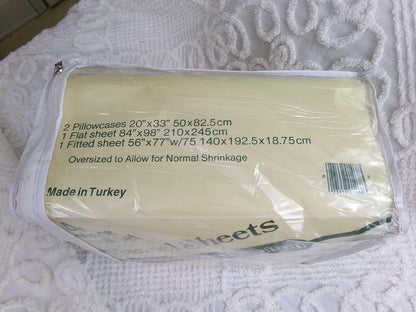 2 Pillowcases 20"x33" 50x82.5cm
1 Flat sheet 84"x98" 210x245cm
1 Fitted sheet 56"x77"w/75 140x192.5x18.75cm
Oversized to Allow for Normal Shrinkage
Made in Turkey
sheets